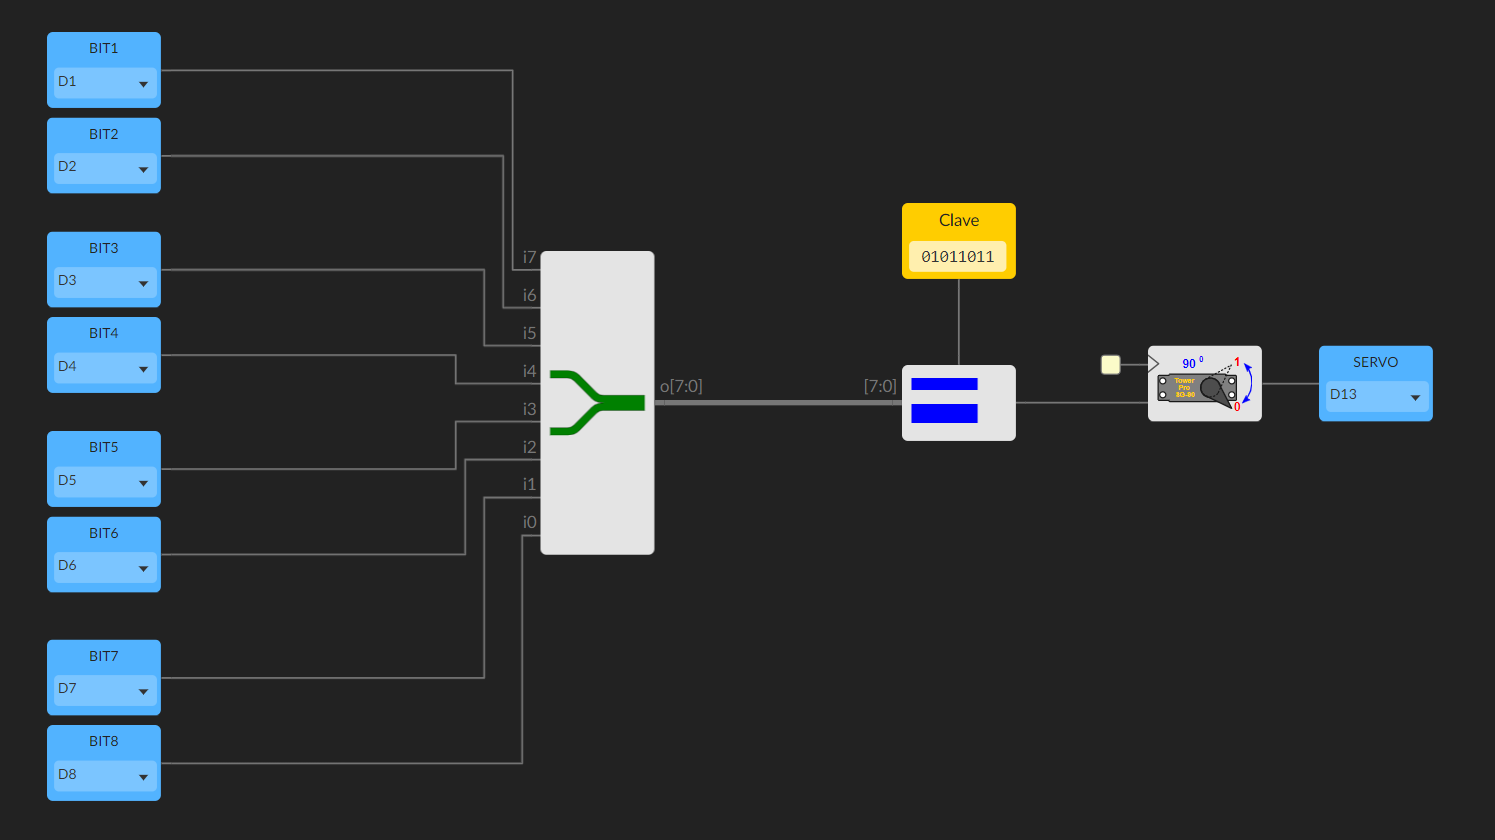 BIT1
D1
BIT2
D2
BIT3
D3
BIT4
D4
BIT5
D5
BIT6
D6
BIT7
D7
BIT8
D8
i7
i6
i5
i4
i3
i2
i1
i0
o[7:0]
[7:0]
Clave
01011011
90 0
1
Tower
Pro
SG-90
0
SERVO
D13